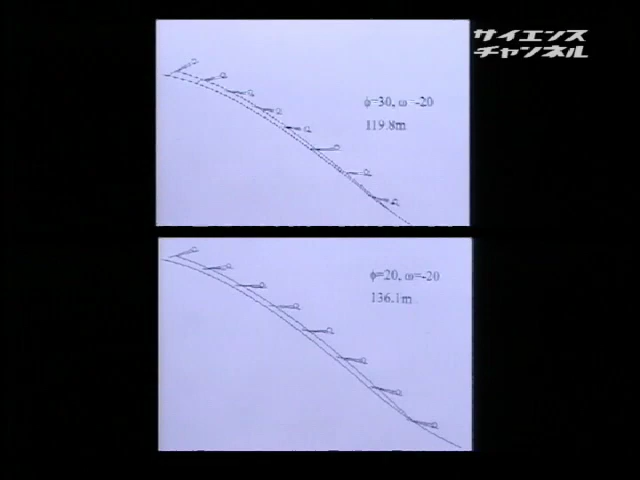 サイエンス
チャンネル
ϕ=30, ω=-20
119.8m
ϕ=20, ω=-20
136.1m